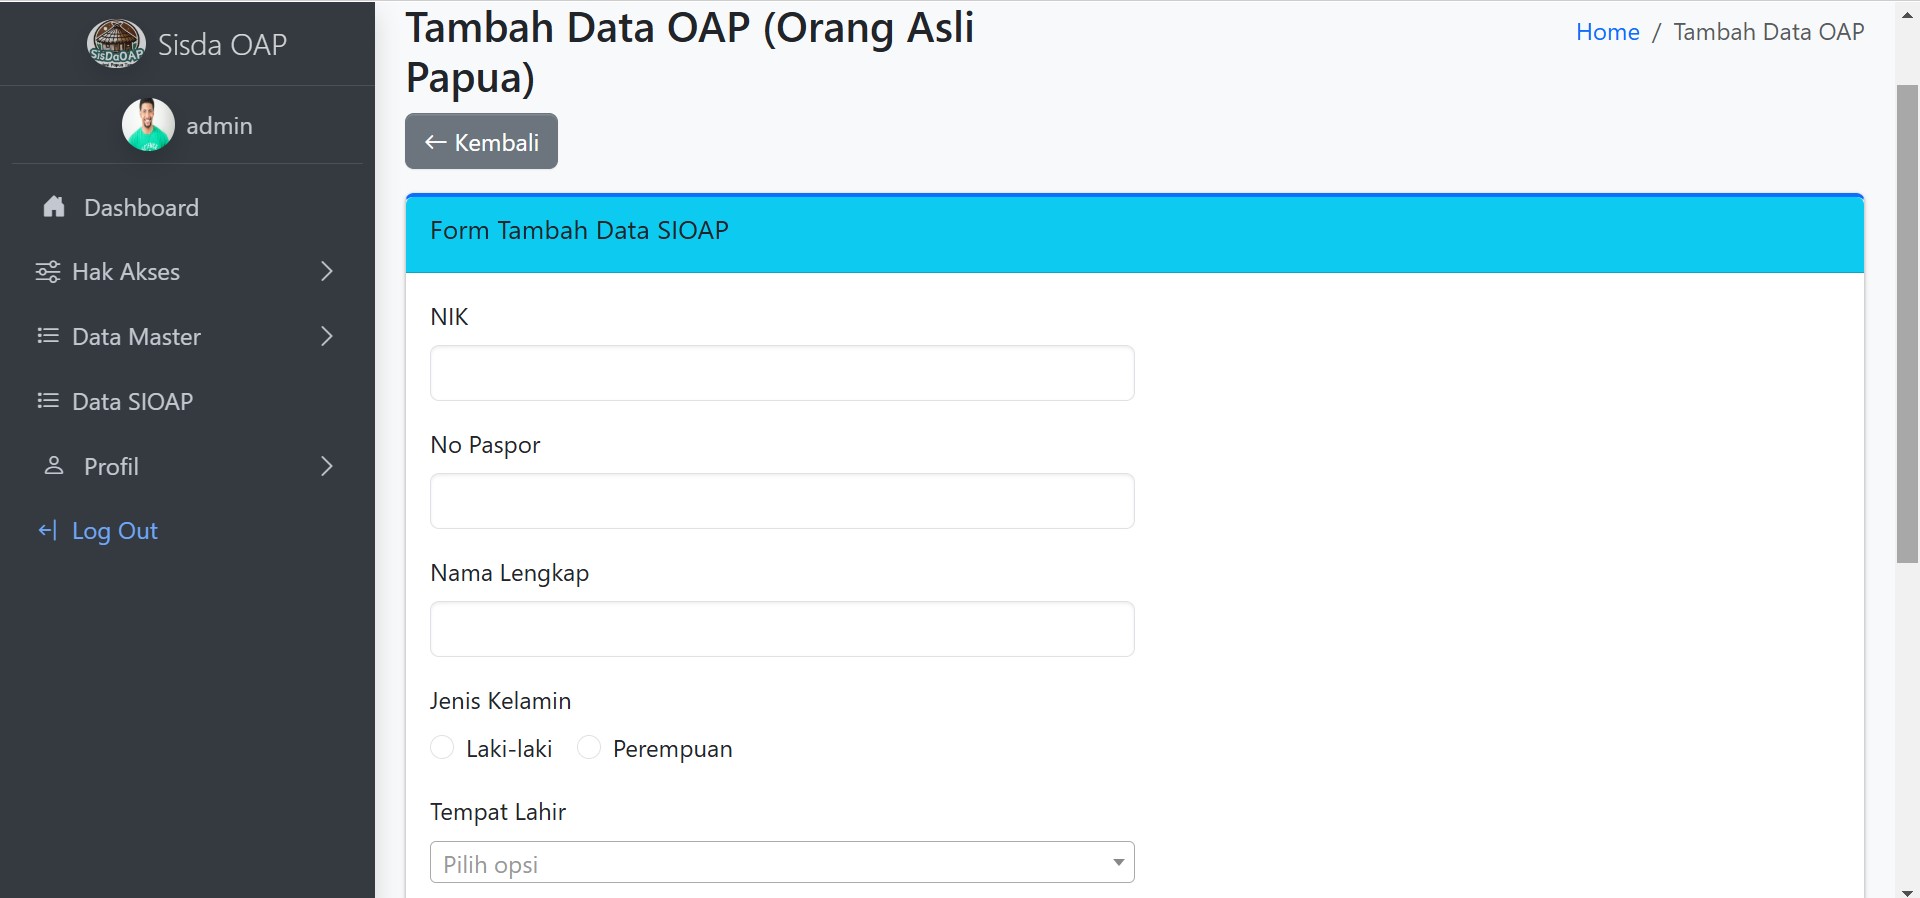 SisDaOAP
Sisda OAP
admin
Dashboard
Hak Akses
Data Master
Data SIOAP
Profil
Log Out
Tambah Data OAP (Orang Asli
Papua)
Home / Tambah Data OAP
← Kembali
Form Tambah Data SIOAP
NIK
No Paspor
Nama Lengkap
Jenis Kelamin
Laki-laki Perempuan
Tempat Lahir
Pilih opsi